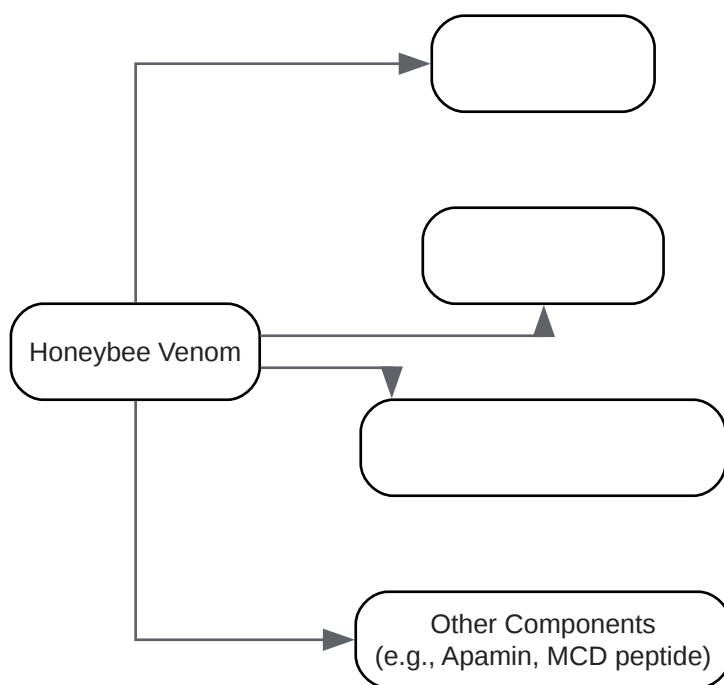 Honeybee Venom
Other Components
(e.g., Apamin, MCD peptide)